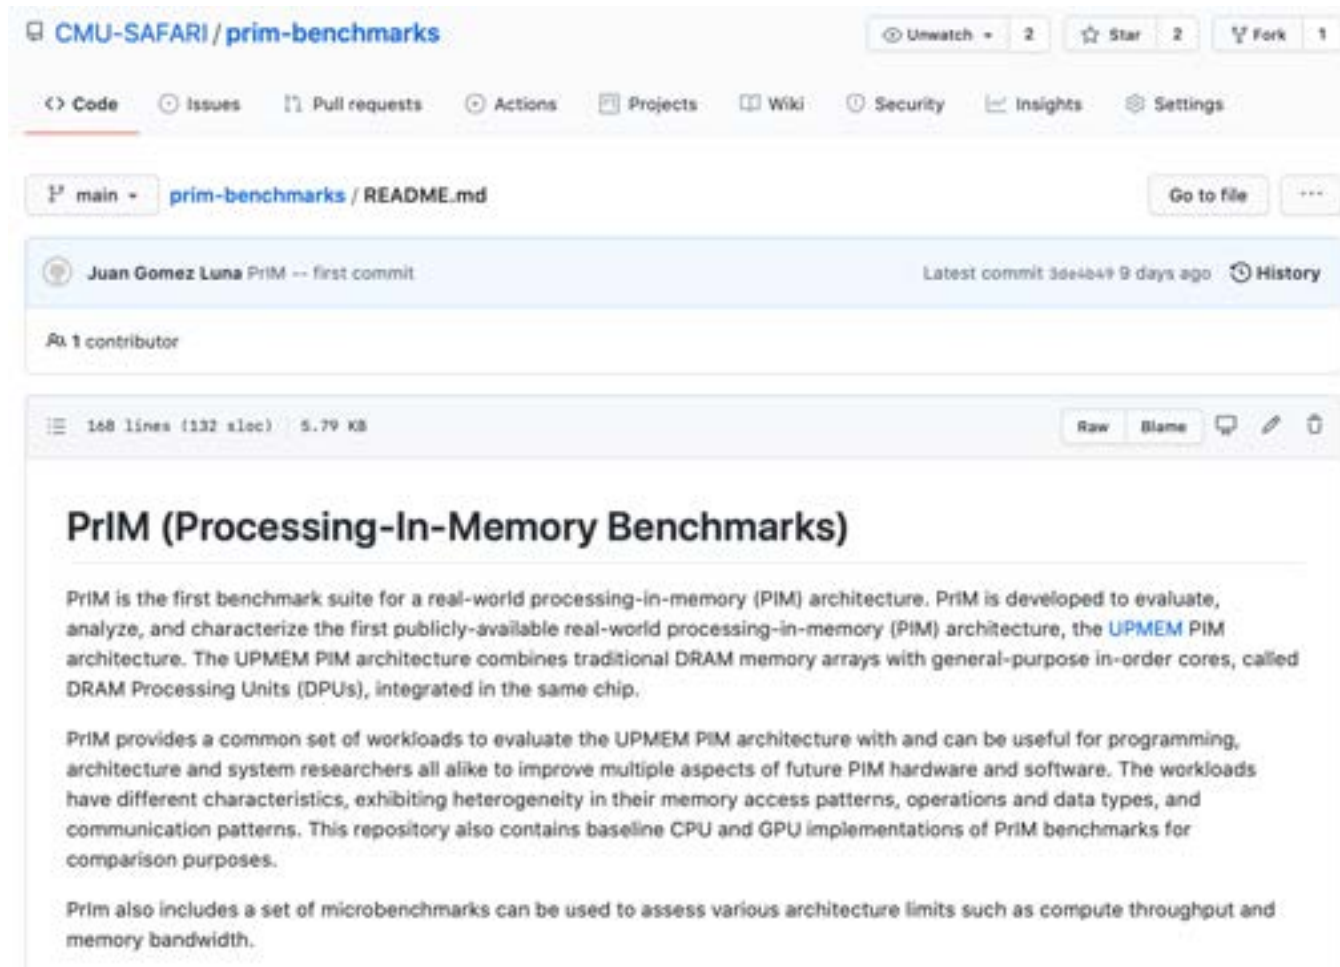 CMU-SAFARI / prim-benchmarks
Unwatch 2 Star 2 Fork 1
Code Issues Pull requests Actions Projects Wiki Security Insights Settings
main prim-benchmarks / README.md Go to file ...
Juan Gomez Luna PrIM -- first commit Latest commit 9 days ago History
1 contributor
168 lines (132 sloc) 5.79 KB Raw Blame
PrIM (Processing-In-Memory Benchmarks)
PrIM is the first benchmark suite for a real-world processing-in-memory (PIM) architecture. PrIM is developed to evaluate,
analyze, and characterize the first publicly-available real-world processing-in-memory (PIM) architecture, the UPMEM PIM
architecture. The UPMEM PIM architecture combines traditional DRAM memory arrays with general-purpose in-order cores, called
DRAM Processing Units (DPUs), integrated in the same chip.
PrIM provides a common set of workloads to evaluate the UPMEM PIM architecture with and can be useful for programming,
architecture and system researchers all alike to improve multiple aspects of future PIM hardware and software. The workloads
have different characteristics, exhibiting heterogeneity in their memory access patterns, operations and data types, and
communication patterns. This repository also contains baseline CPU and GPU implementations of PrIM benchmarks for
comparison purposes.
PrIm also includes a set of microbenchmarks can be used to assess various architecture limits such as compute throughput and
memory bandwidth.